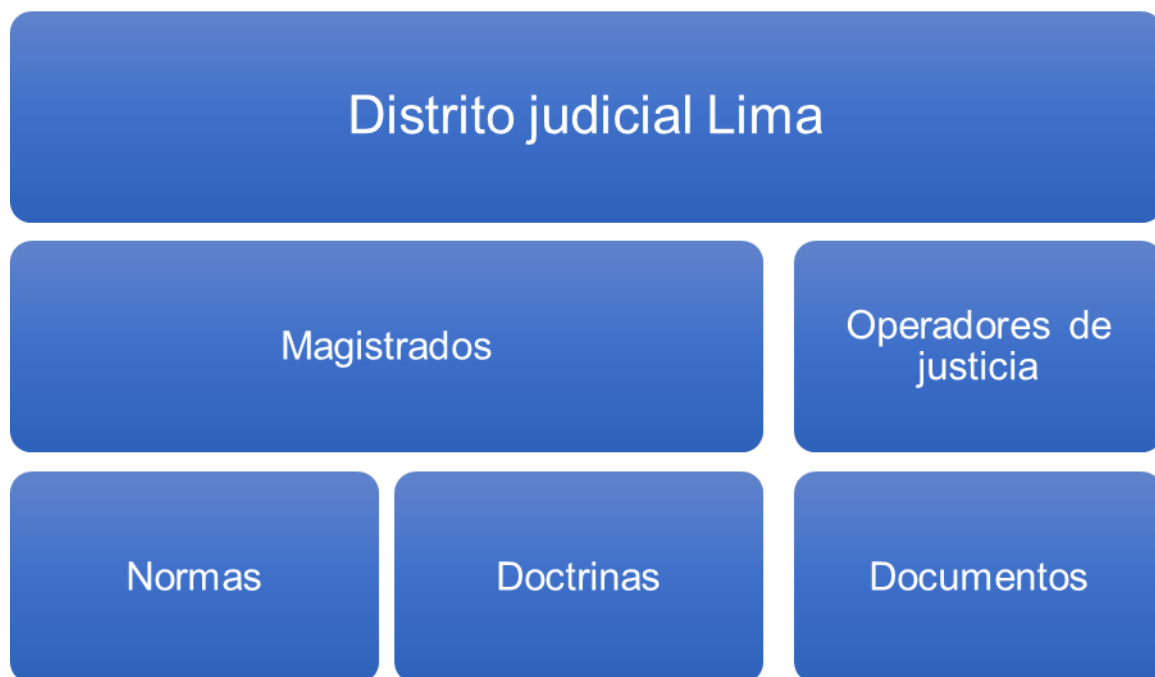 Distrito judicial Lima
Magistrados
Operadores de
justicia
Normas
Doctrinas
Documentos